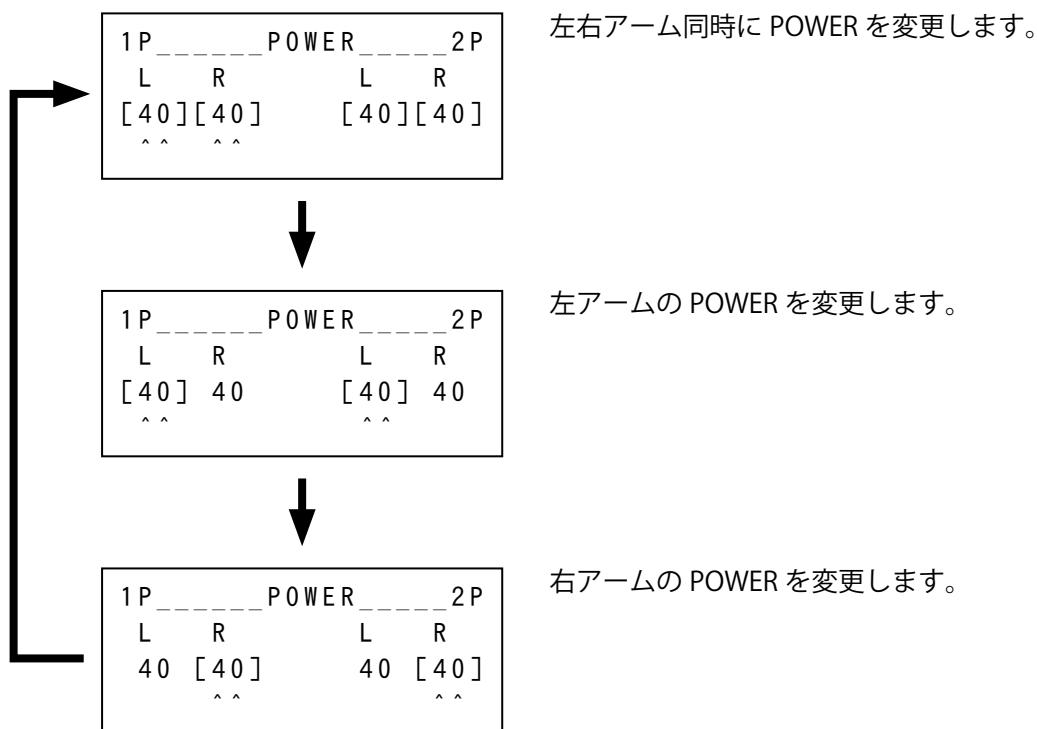 1P______POWER_____2P
L R L R
[40][40] [40][40]
^^ ^^
左右アーム同時に POWER を変更します。
1P______POWER_____2P
L R L R
[40] 40 [40] 40
^^ ^^
左アームの POWER を変更します。
1P______POWER_____2P
L R L R
40 [40] 40 [40]
^^ ^^
右アームの POWER を変更します。